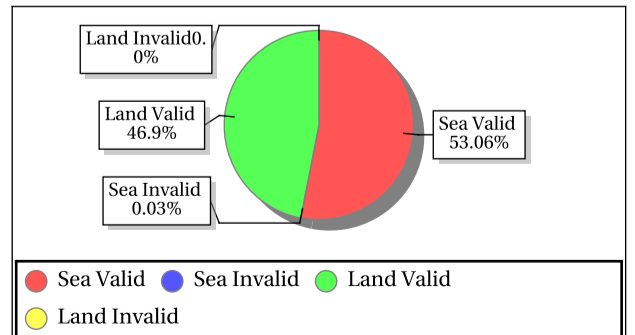 Land Invalid0.
0%
Land Valid
46.9%
Sea Valid
53.06%
Sea Invalid
0.03%
Sea Valid Sea Invalid Land Valid
Land Invalid